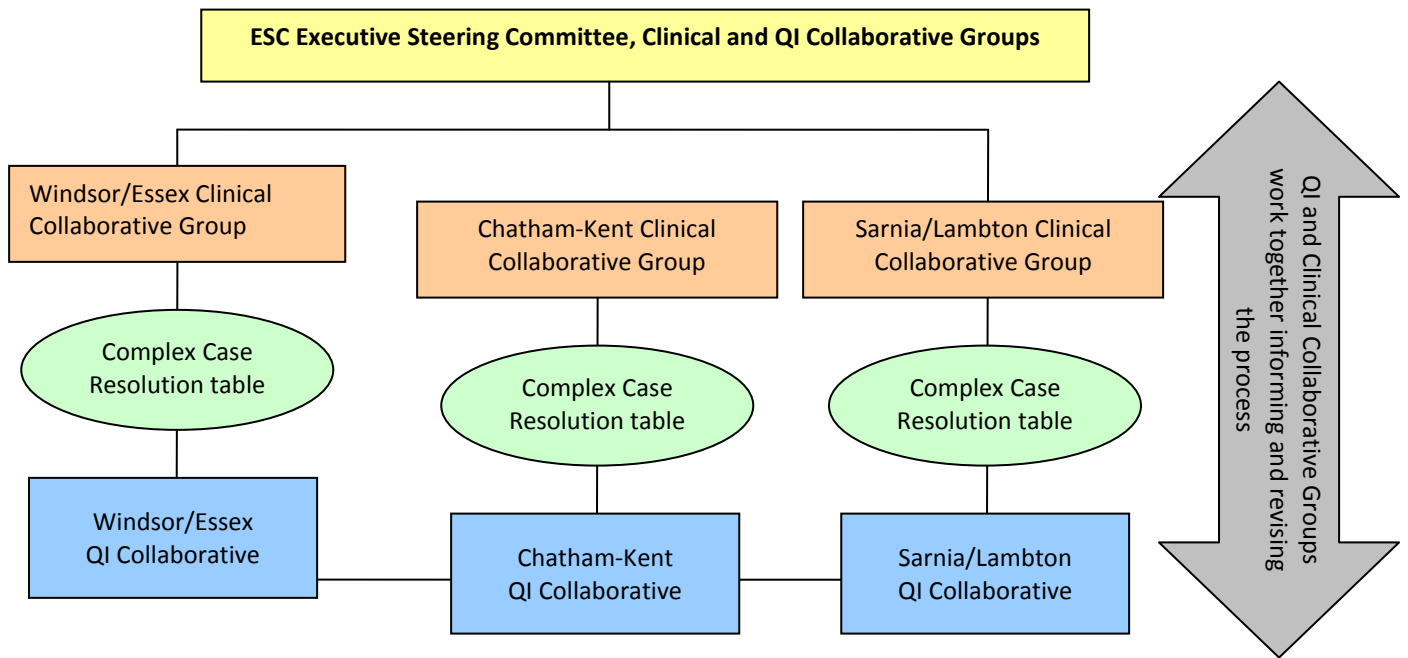 ESC Executive Steering Committee, Clinical and QI Collaborative Groups
Windsor/Essex Clinical
Collaborative Group
Chatham-Kent Clinical
Collaborative Group
Sarnia/Lambton Clinical
Collaborative Group
Complex Case
Resolution table
Complex Case
Resolution table
Complex Case
Resolution table
Windsor/Essex
QI Collaborative
Chatham-Kent
QI Collaborative
Sarnia/Lambton
QI Collaborative
QI and Clinical Collaborative Groups
work together informing and revising
the process